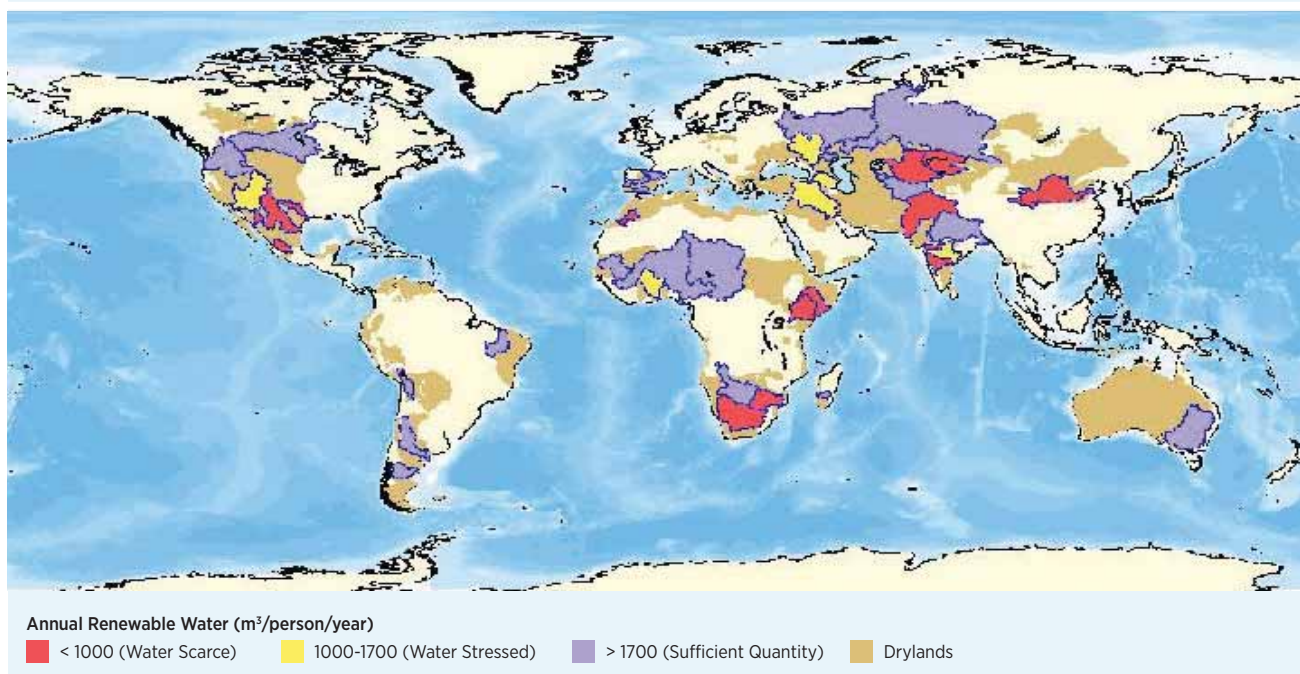 Annual Renewable Water (m³/person/year)
< 1000 (Water Scarce) 1000-1700 (Water Stressed) > 1700 (Sufficient Quantity) Drylands